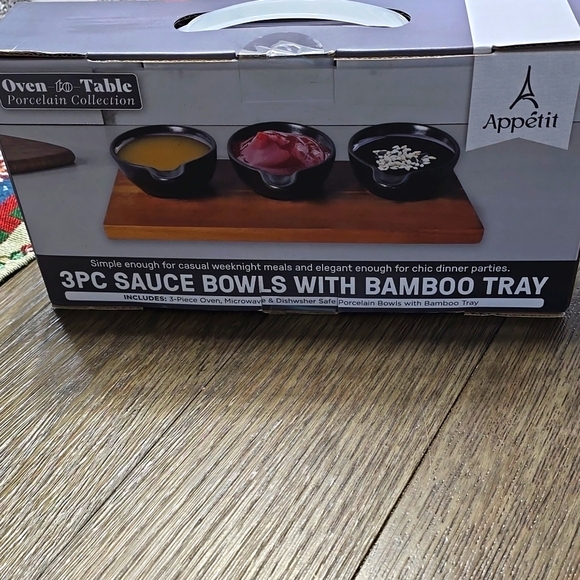 Oven-to-Table
Porcelain Collection
Appétit
Simple enough for casual weeknight meals and elegant enough for chic dinner parties.
3PC SAUCE BOWLS WITH BAMBOO TRAY
INCLUDES: 3-Piece Oven, Microwave & Dishwsher Safe Porcelain Bowls with Bamboo Tray